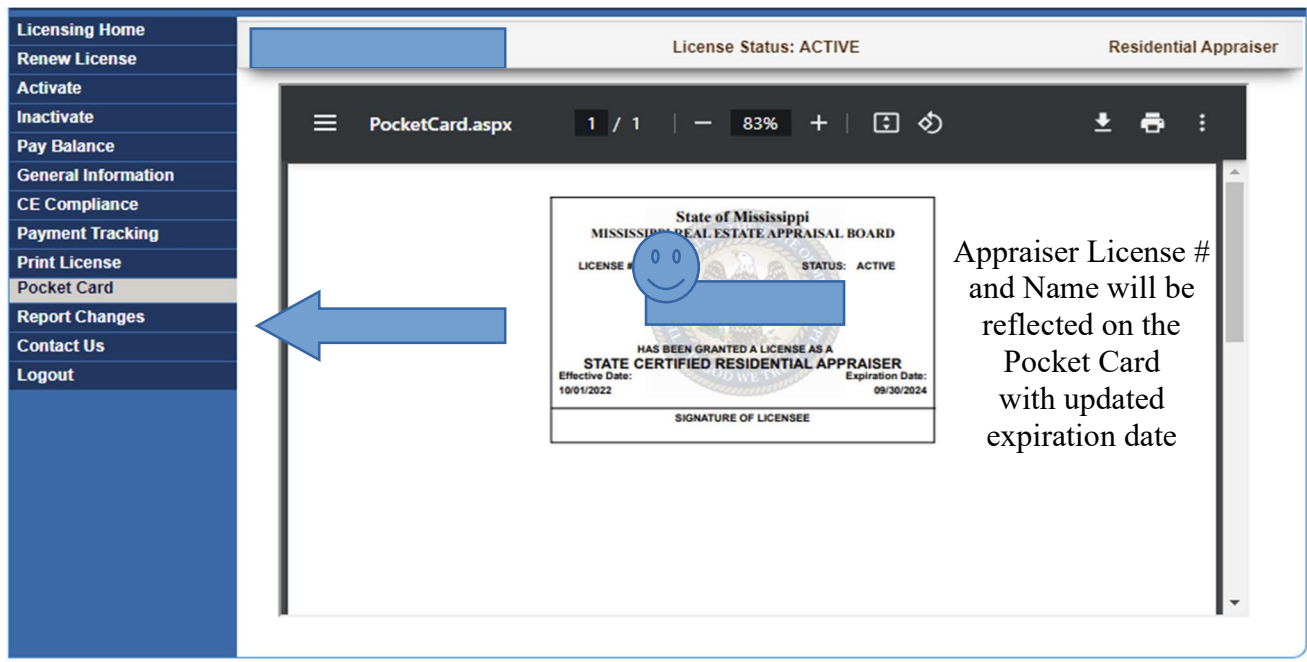 Licensing Home
Renew License
Activate
Inactivate
Pay Balance
General Information
CE Compliance
Payment Tracking
Print License
Pocket Card
Report Changes
Contact Us
Logout
License Status: ACTIVE
Residential Appraiser
PocketCard.aspx
1 / 1
83%
State of Mississippi
MISSISSIPPI REAL ESTATE APPRAISAL BOARD
LICENSE #
STATUS: ACTIVE
HAS BEEN GRANTED A LICENSE AS A
STATE CERTIFIED RESIDENTIAL APPRAISER
Effective Date:
Expiration Date:
10/01/2022
09/30/2024
SIGNATURE OF LICENSEE
Appraiser License #
and Name will be
reflected on the
Pocket Card
with updated
expiration date